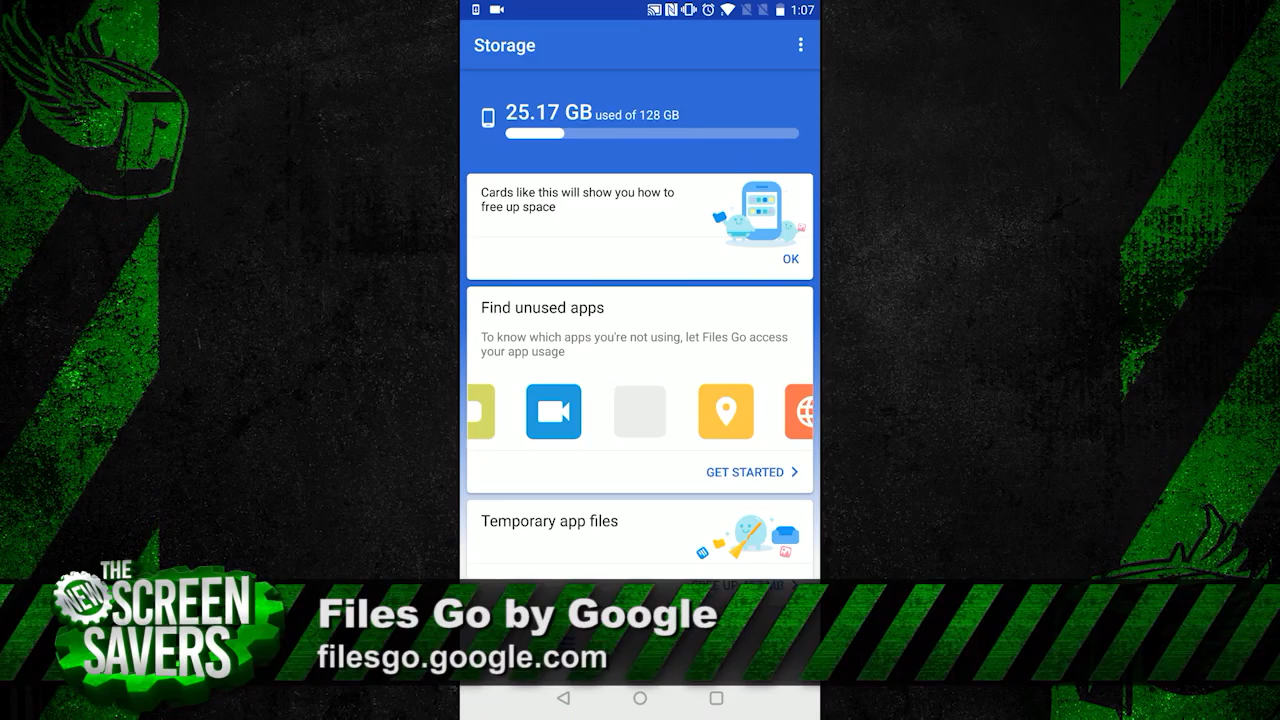 1:07
Storage
25.17 GB used of 128 GB
Cards like this will show you how to
free up space
OK
Find unused apps
To know which apps you're not using, let Files Go access
your app usage
GET STARTED
Temporary app files
THE
NEW
SCREEN
SAVERS
Files Go by Google
filesgo.google.com